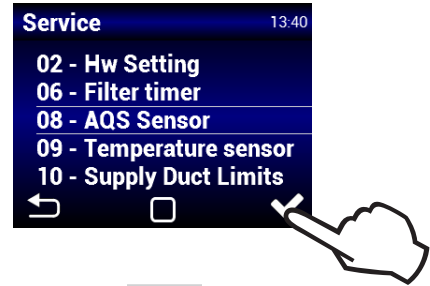 Service 13:40
02 - Hw Setting
06 - Filter timer
08 - AQS Sensor
09 - Temperature sensor
10 - Supply Duct Limits